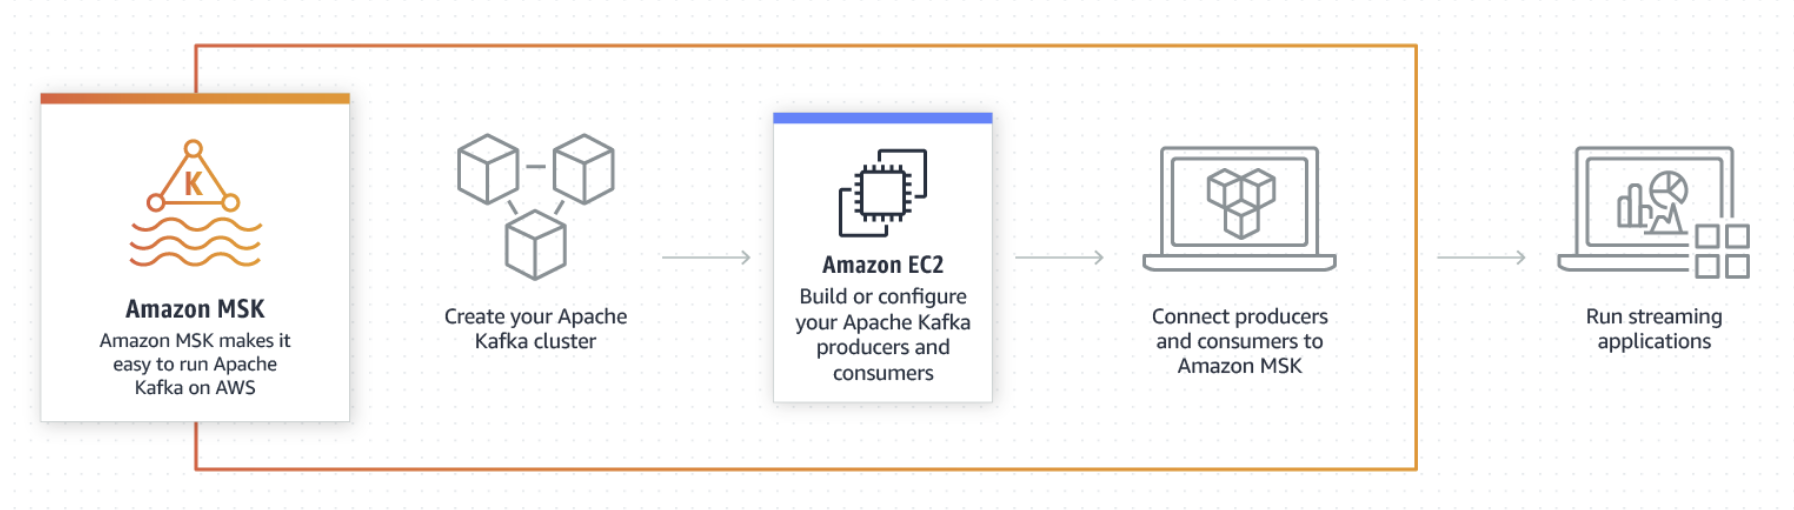 K
Amazon MSK
Amazon MSK makes it
easy to run Apache
Kafka on AWS
Create your Apache
Kafka cluster
Amazon EC2
Build or configure
your Apache Kafka
producers and
consumers
Connect producers
and consumers to
Amazon MSK
Run streaming
applications